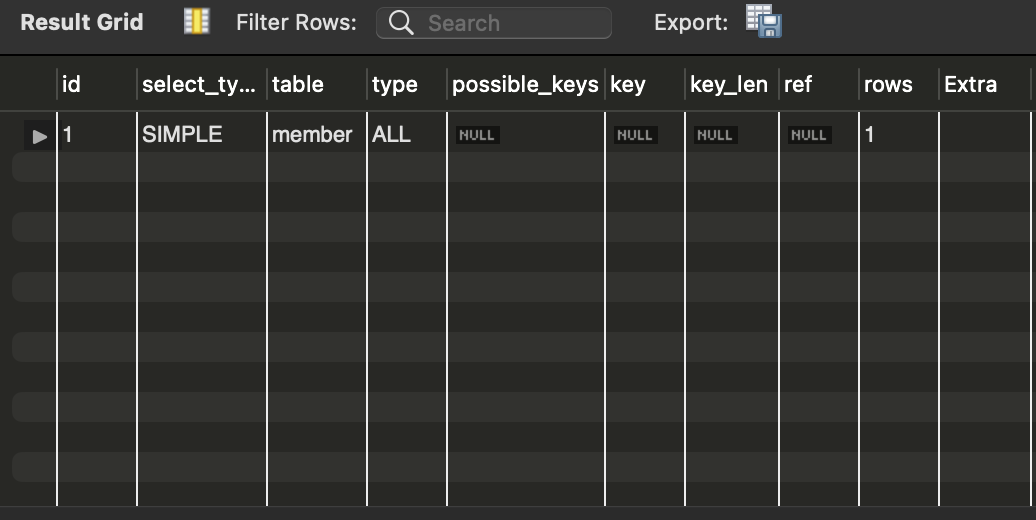 Result Grid Filter Rows: Search Export:
id select_ty... table type possible_keys key key_len ref rows Extra
1 SIMPLE member ALL NULL NULL NULL NULL 1